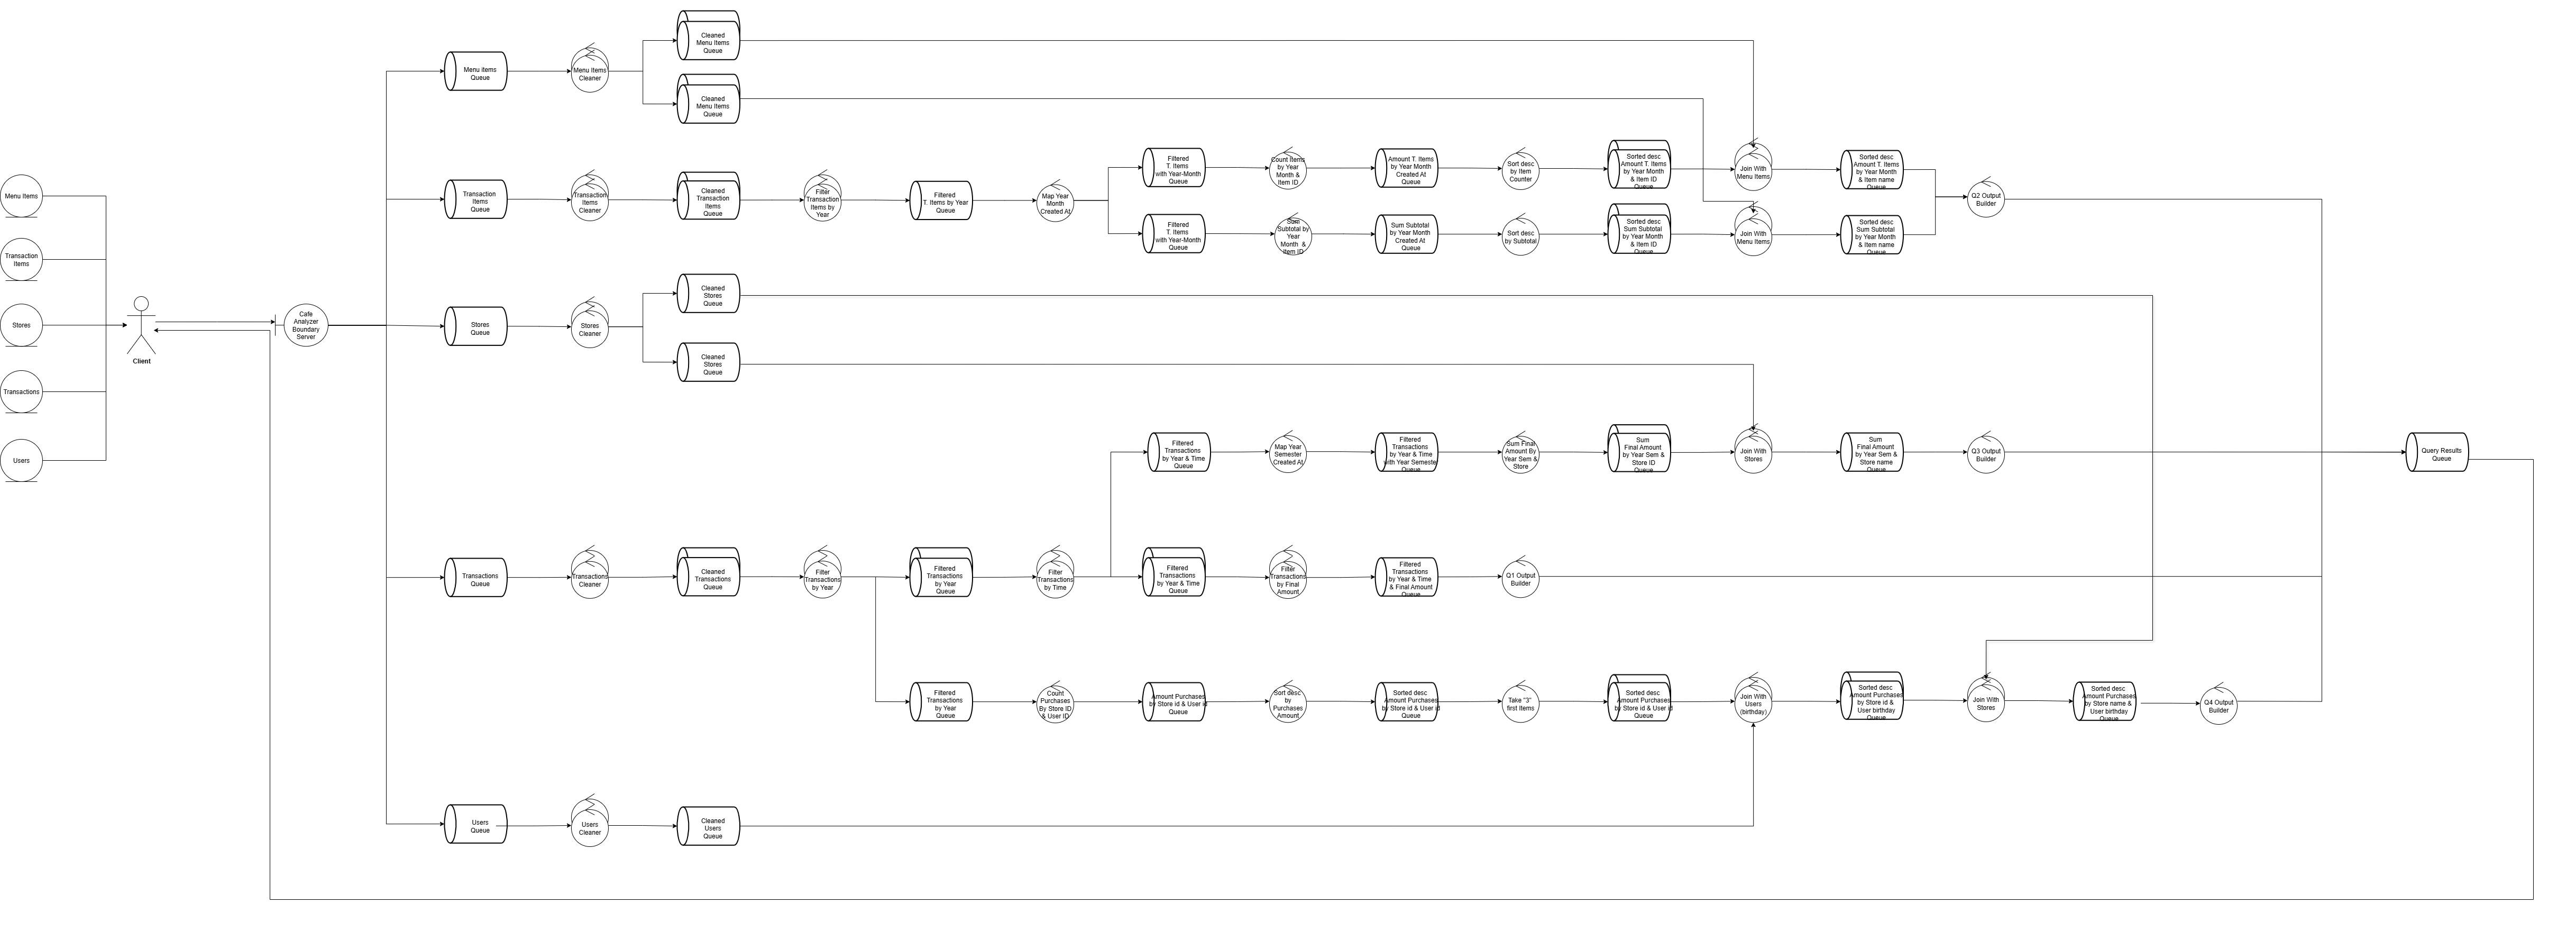 Menu Items
Transaction
Items
Stores
Transactions
Users
Client
Cafe
Analyzer
Boundary
Server
Menu items
Queue
Menu Items
Cleaner
Cleaned
Menu Items
Queue
Cleaned
Menu Items
Queue
Transaction
Items
Queue
Transaction
Items
Cleaner
Cleaned
Transaction
Items
Queue
Filter
Transaction
Items by
Year
Filtered
T. Items by Year
Queue
Map Year
Month
Created At
Filtered
T. Items
with Year-Month
Queue
Count Items
by Year
Month &
Item ID
Amount T. Items
by Year Month
Created At
Queue
Sort desc
by Item
Counter
Sorted desc
Amount T. Items
by Year Month
& Item ID
Queue
Join With
Menu Items
Sorted desc
Amount T. Items
by Year Month
& Item name
Queue
Filtered
T. Items
with Year-Month
Queue
Sum
Subtotal by
Year
Month &
Item ID
Sum Subtotal
by Year Month
Created At
Queue
Sort desc
by Subtotal
Sorted desc
Sum Subtotal
by Year Month
& Item ID
Queue
Join With
Menu Items
Sorted desc
Sum Subtotal
by Year Month
& Item name
Queue
Q2 Output
Builder
Stores
Queue
Stores
Cleaner
Cleaned
Stores
Queue
Cleaned
Stores
Queue
Filtered
Transactions
by Year & Time
Queue
Map Year
Semester
Created At
Filtered
Transactions
by Year & Time
with Year Semester
Queue
Sum Final
Amount By
Year Sem &
Store
Sum
Final Amount
by Year Sem &
Store ID
Queue
Join With
Stores
Sum
Final Amount
by Year Sem &
Store name
Queue
Q3 Output
Builder
Query Results
Queue
Transactions
Queue
Transactions
Cleaner
Cleaned
Transactions
Queue
Filter
Transactions
by Year
Filtered
Transactions
by Year
Queue
Filter
Transactions
by Time
Filtered
Transactions
by Year & Time
Queue
Filter
Transactions
by Final
Amount
Filtered
Transactions
by Year & Time
& Final Amount
Queue
Q1 Output
Builder
Filtered
Transactions
by Year
Queue
Count
Purchases
By Store ID
& User ID
Amount Purchases
by Store id & User id
Queue
Sort desc
by
Purchases
Amount
Sorted desc
Amount Purchases
by Store id & User id
Queue
Take "3"
first Items
Sorted desc
Amount Purchases
by Store id & User id
Queue
Join With
Users
(birthday)
Sorted desc
Amount Purchases
by Store id &
User birthday
Queue
Join With
Stores
Sorted desc
Amount Purchases
by Store name &
User birthday
Queue
Q4 Output
Builder
Users
Queue
Users
Cleaner
Cleaned
Users
Queue